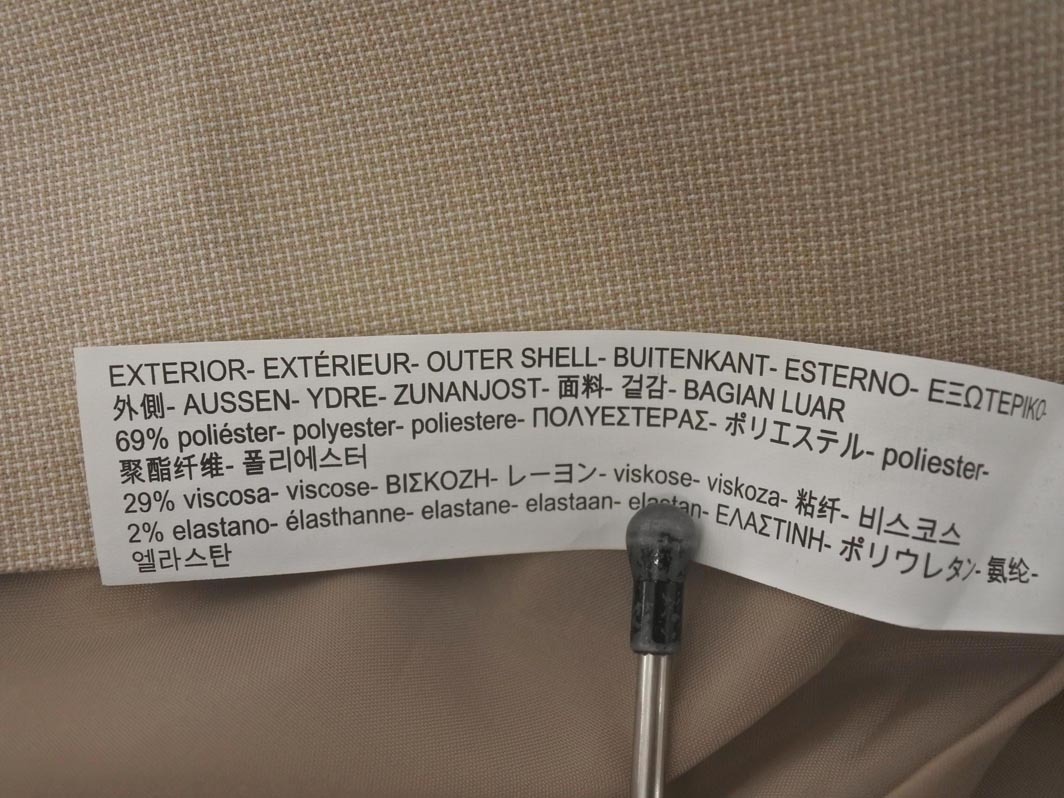 EXTERIOR- EXTÉRIEUR- OUTER SHELL- BUITENKANT- ESTERNO- ΕΞΩΤΕΡΙΚΟ-
外側- AUSSEN- YDRE- ZUNANJOST- 面料- 겉감- BAGIAN LUAR
69% poliéster- polyester- poliestere- ΠΟΛΥΕΣΤΕΡΑΣ- ポリエステル- poliester-
聚酯纤维- 폴리에스터
29% viscosa- viscose- ΒΙΣΚΟΖΗ- レーヨン- viskose- viskoza- 粘纤- 비스코스
2% elastano- élasthanne- elastane- elastaan- elastan- ΕΛΑΣΤΙΝΗ- ポリウレタン- 氨纶-
엘라스탄